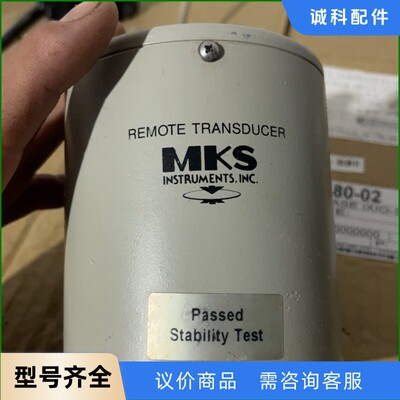 诚科配件
REMOTE TRANSDUCER
MKS
INSTRUMENTS, INC.
80-02
0000000
Passed
Stability Test
型号齐全
议价商品 需咨询客服